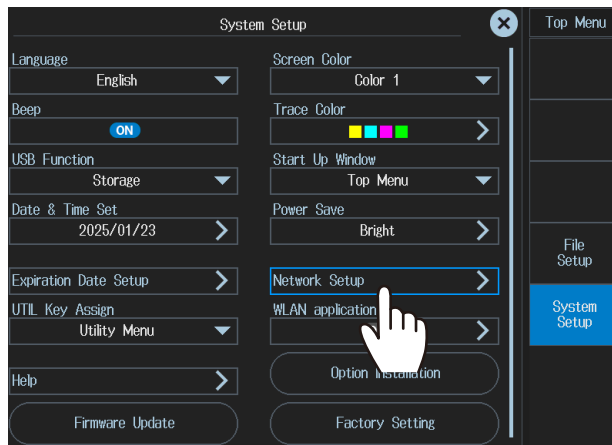 System Setup
Top Menu
Language
English
Screen Color
Color 1
Beep
ON
Trace Color
USB Function
Storage
Start Up Window
Top Menu
Date & Time Set
2025/01/23
Power Save
Bright
File
Setup
Expiration Date Setup
Network Setup
System
Setup
UTIL Key Assign
Utility Menu
WLAN application
Help
Option Installation
Firmware Update
Factory Setting